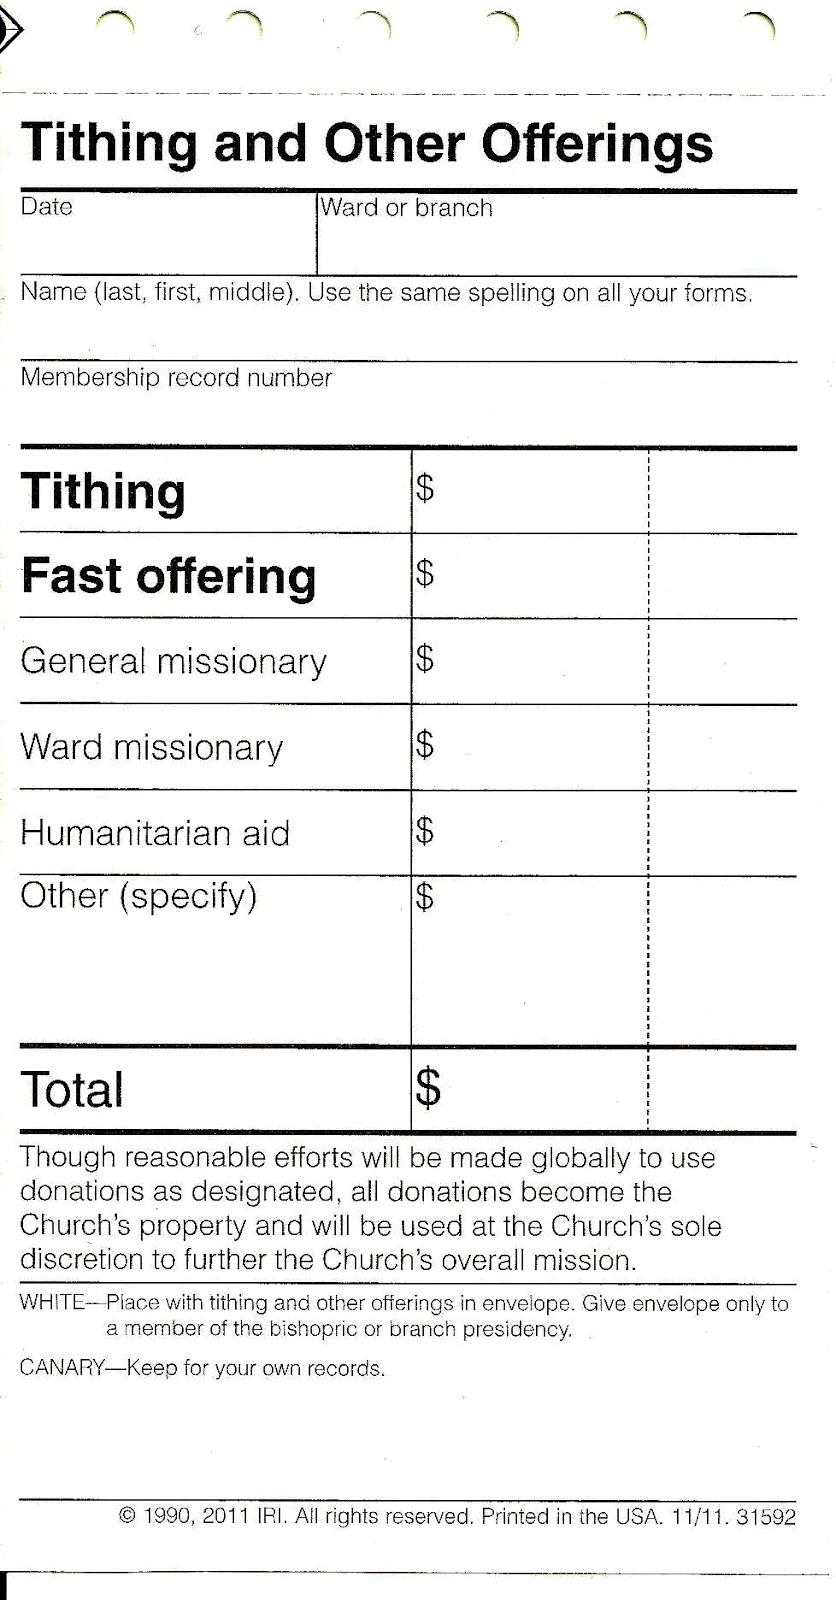 Tithing and Other Offerings
Date Ward or branch
Name (last, first, middle). Use the same spelling on all your forms.
Membership record number
Tithing $
Fast offering $
General missionary $
Ward missionary $
Humanitarian aid $
Other (specify) $
Total $
Though reasonable efforts will be made globally to use
donations as designated, all donations become the
Church's property and will be used at the Church's sole
discretion to further the Church's overall mission.
WHITE—Place with tithing and other offerings in envelope. Give envelope only to
a member of the bishopric or branch presidency.
CANARY—Keep for your own records.
© 1990, 2011 IRI. All rights reserved. Printed in the USA. 11/11. 31592